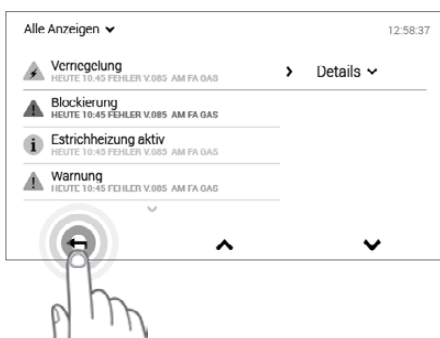 Alle Anzeigen
12:58:37
Verriegelung
HEUTE 10:45 FEHLER V.085 AM FA GAS
Details
Blockierung
HEUTE 10:45 FEHLER V.085 AM FA GAS
Estrichheizung aktiv
HEUTE 10:45 FEHLER V.085 AM FA GAS
Warnung
HEUTE 10:45 FEHLER V.085 AM FA GAS